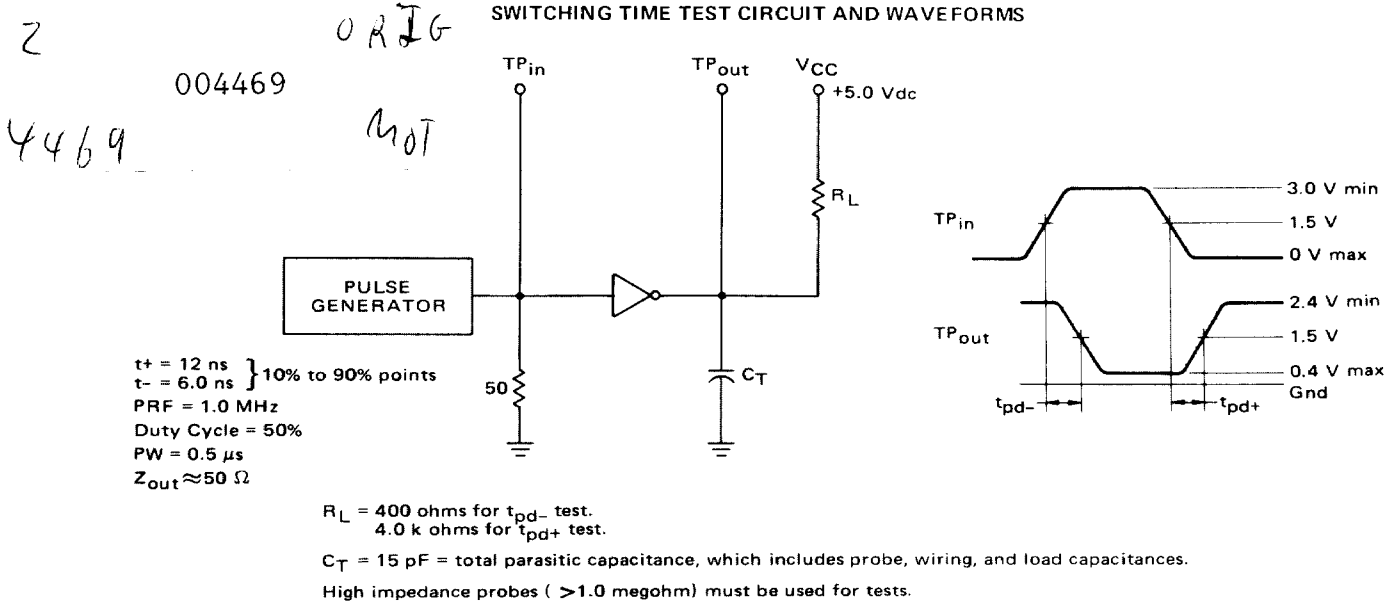 SWITCHING TIME TEST CIRCUIT AND WAVEFORMS
2
ORIG
004469
4469
MOT
TPin
TPout
VCC
+5.0 Vdc
RL
PULSE
GENERATOR
50
CT
t+ = 12 ns
t- = 6.0 ns
}10% to 90% points
PRF = 1.0 MHz
Duty Cycle = 50%
PW = 0.5 μs
Zout≈50 Ω
TPin
3.0 V min
1.5 V
0 V max
TPout
2.4 V min
1.5 V
0.4 V max
Gnd
tpd-
tpd+
RL = 400 ohms for tpd- test.
4.0 k ohms for tpd+ test.
CT = 15 pF = total parasitic capacitance, which includes probe, wiring, and load capacitances.
High impedance probes ( >1.0 megohm) must be used for tests.